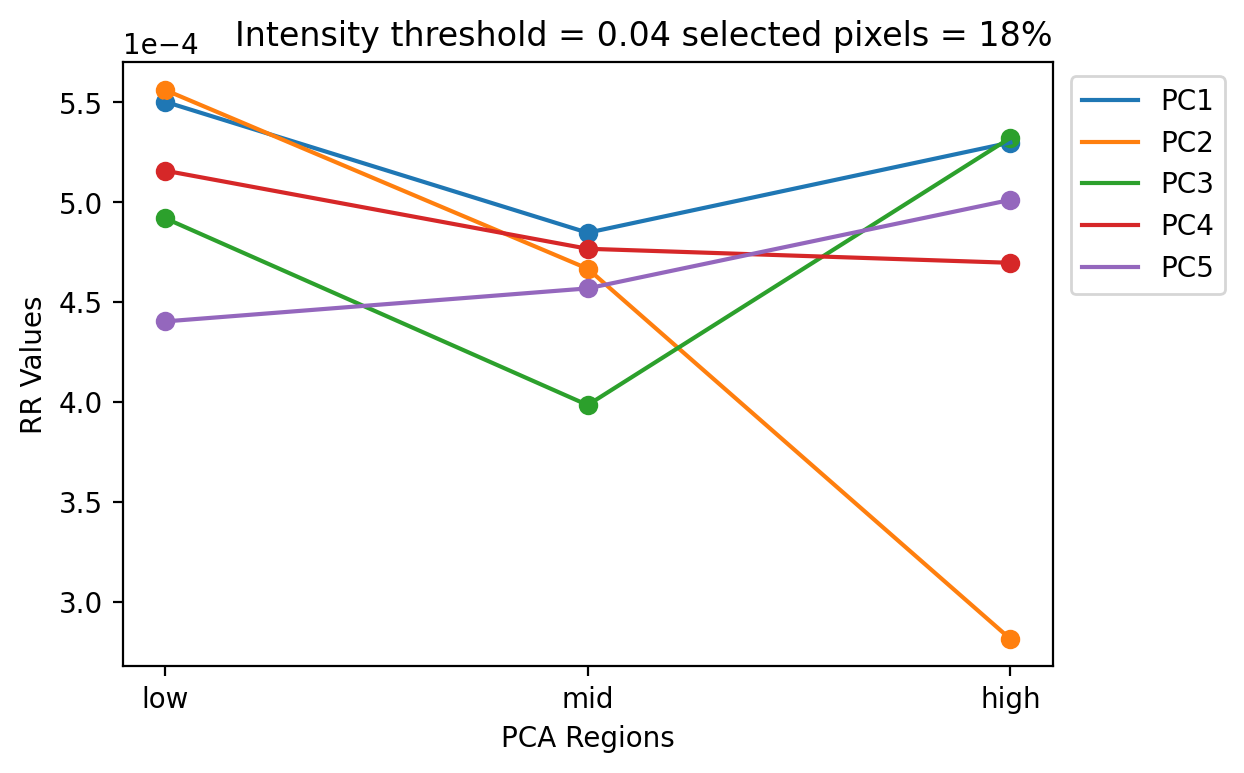 Intensity threshold = 0.04 selected pixels = 18%
1e−4
5.5
5.0
4.5
4.0
3.5
3.0
RR Values
low
mid
high
PCA Regions
PC1
PC2
PC3
PC4
PC5